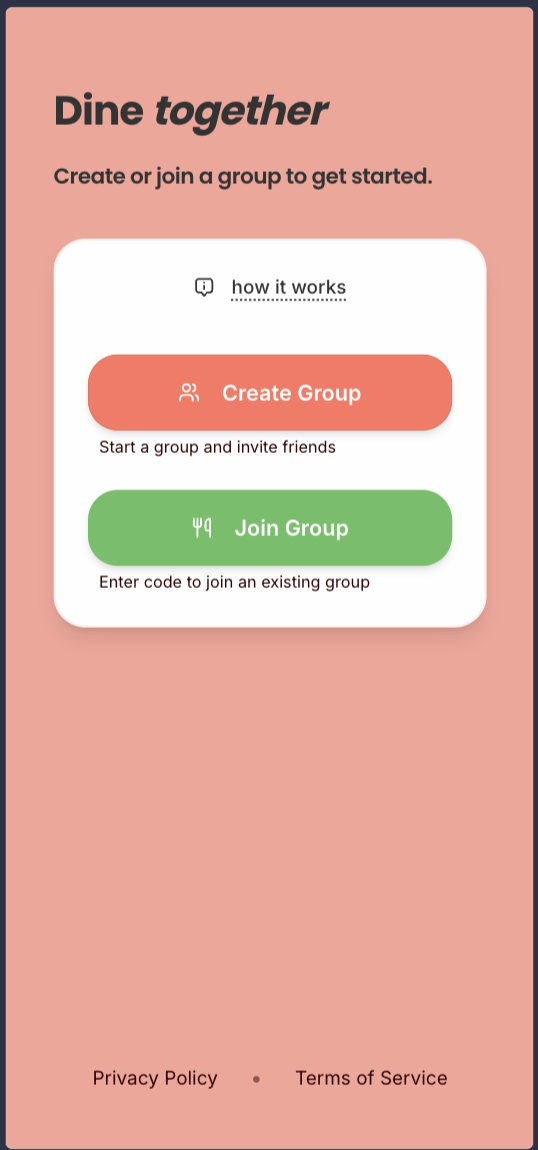 Dine together
Create or join a group to get started.
how it works
Create Group
Start a group and invite friends
Join Group
Enter code to join an existing group
Privacy Policy • Terms of Service